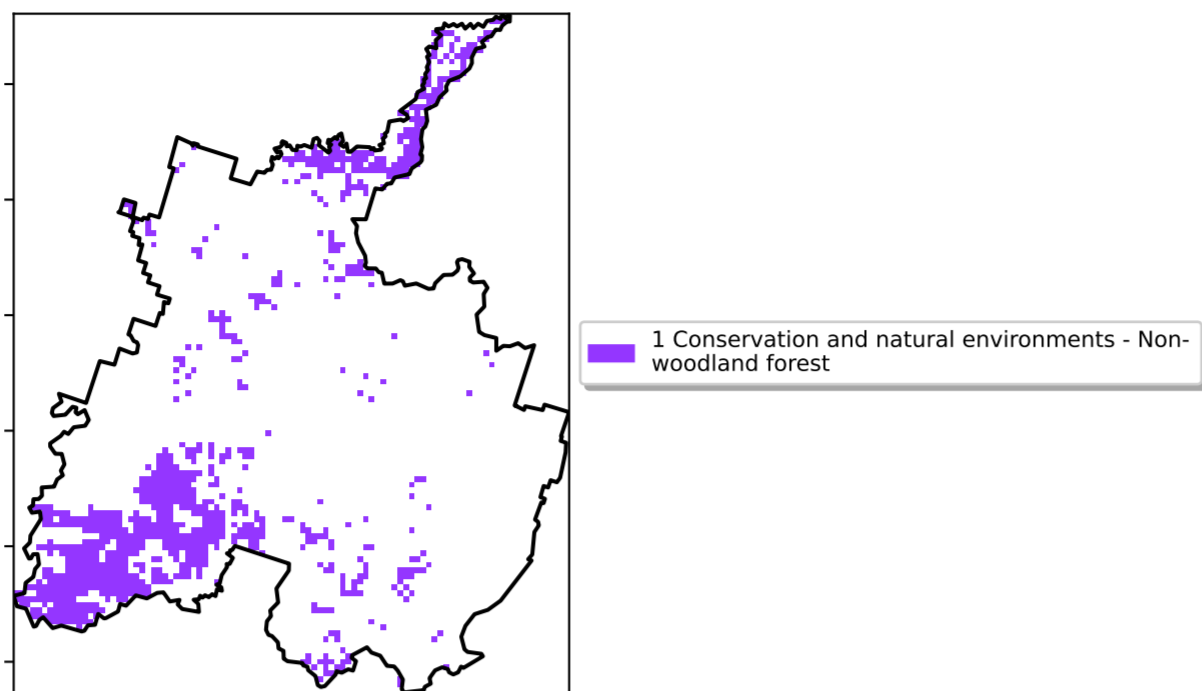 1 Conservation and natural environments - Non-
woodland forest